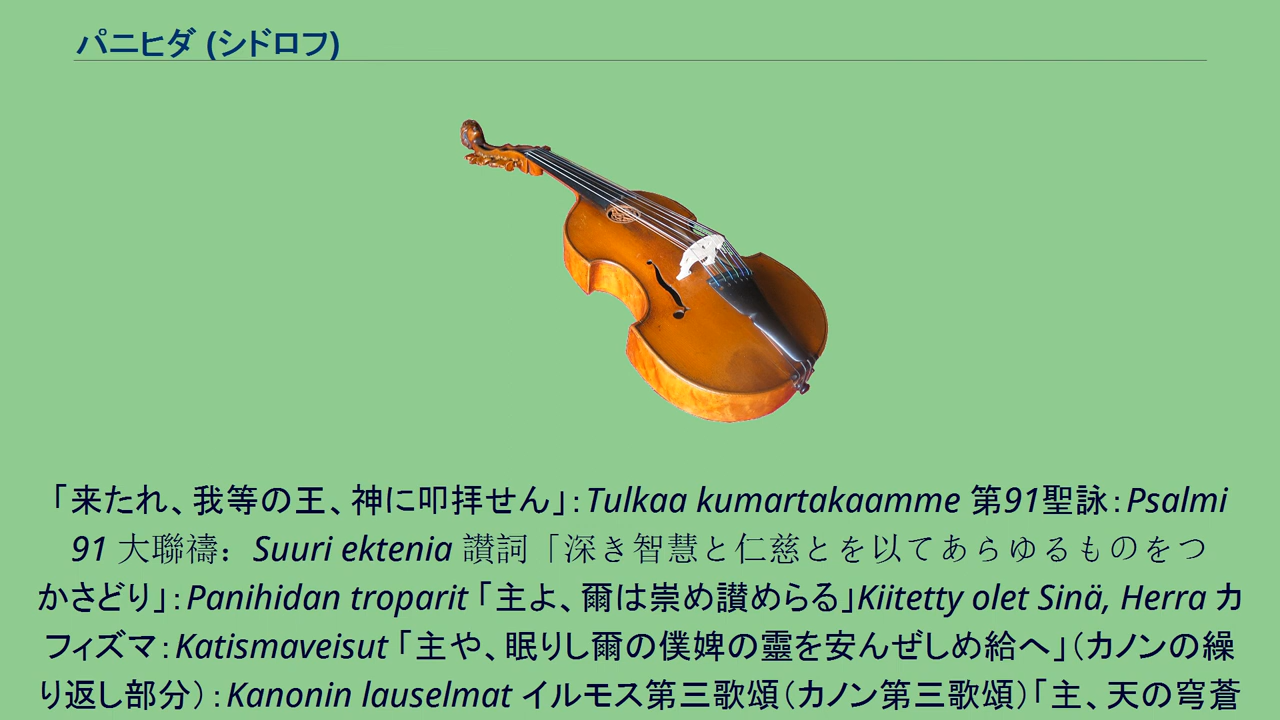 パニヒダ (シドロフ)
「来たれ、我等の王、神に叩拝せん」：Tulkaa kumartakaamme 第91聖詠：Psalmi
91 大聯禱：Suuri ektenia 讃詞「深き智慧と仁慈とを以てあらゆるものをつ
かさどり」：Panihidan troparit「主よ、爾は崇め讃めらる」Kiitetty olet Sinä, Herra カ
フィズマ：Katismaveisut「主や、眠りし爾の僕婢の靈を安んぜしめ給へ」（カノンの繰
り返し部分）：Kanonin lauselmat イルモス第三歌頌（カノン第三歌頌）「主、天の穹蒼